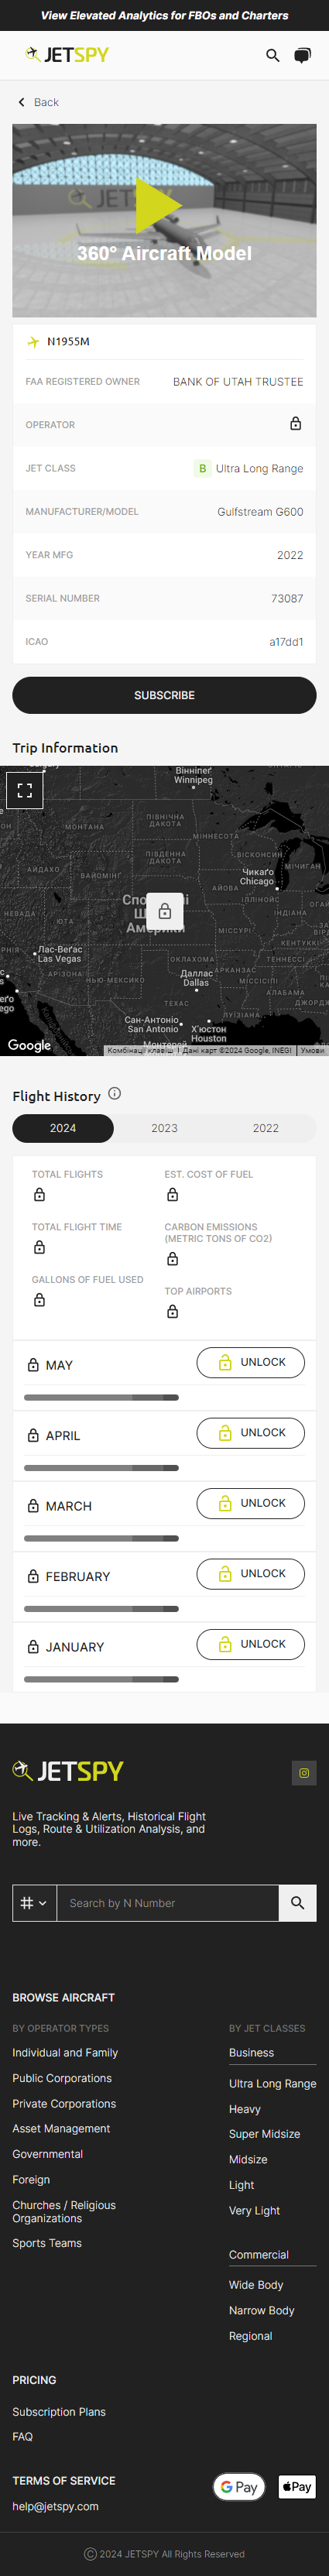 View Elevated Analytics for FBOs and Charters
JETSPY
Back
360° Aircraft Model
N1955M
FAA REGISTERED OWNER BANK OF UTAH TRUSTEE
OPERATOR
JET CLASS B Ultra Long Range
MANUFACTURER/MODEL Gulfstream G600
YEAR MFG 2022
SERIAL NUMBER 73087
ICAO a17dd1
SUBSCRIBE
Trip Information
Вінніпег
Winnipeg
МОНТАНА
ПІВНІЧНА
ДАКОТА
МІННЕСОТА
ПІВДЕННА
ДАКОТА
ВІСКОНСИН
МІЧИГАН
АЙДАХО
ВАЙОМІНГ
Чикаго
Chicago
АЙОВА
НЕВАДА
ЮТА
ІЛЛІНОЙС
ІНДІАНА
МІССУРІ
КЕНТУККІ
Лас-Вегас
Las Vegas
ОКЛАХОМА
ТЕННЕССІ
АРИЗОНА
НЬЮ-МЕКСИКО
АРКАНЗАС
Даллас
Dallas
МІССІСІПІ
АЛАБАМА
ТЕХАС
ЛУЇЗІАНА
Сан-Антоніо
San Antonio
Х'юстон
Houston
Google
Комбінації клавіш Дані карт ©2024 Google, INEGI Умови
Flight History
2024 2023 2022
TOTAL FLIGHTS
EST. COST OF FUEL
TOTAL FLIGHT TIME
CARBON EMISSIONS
(METRIC TONS OF CO2)
GALLONS OF FUEL USED
TOP AIRPORTS
MAY UNLOCK
APRIL UNLOCK
MARCH UNLOCK
FEBRUARY UNLOCK
JANUARY UNLOCK
JETSPY
Live Tracking & Alerts, Historical Flight
Logs, Route & Utilization Analysis, and
more.
# Search by N Number
BROWSE AIRCRAFT
BY OPERATOR TYPES
Individual and Family
Public Corporations
Private Corporations
Asset Management
Governmental
Foreign
Churches / Religious
Organizations
Sports Teams
BY JET CLASSES
Business
Ultra Long Range
Heavy
Super Midsize
Midsize
Light
Very Light
Commercial
Wide Body
Narrow Body
Regional
PRICING
Subscription Plans
FAQ
TERMS OF SERVICE
help@jetspy.com
G Pay
Pay
© 2024 JETSPY All Rights Reserved